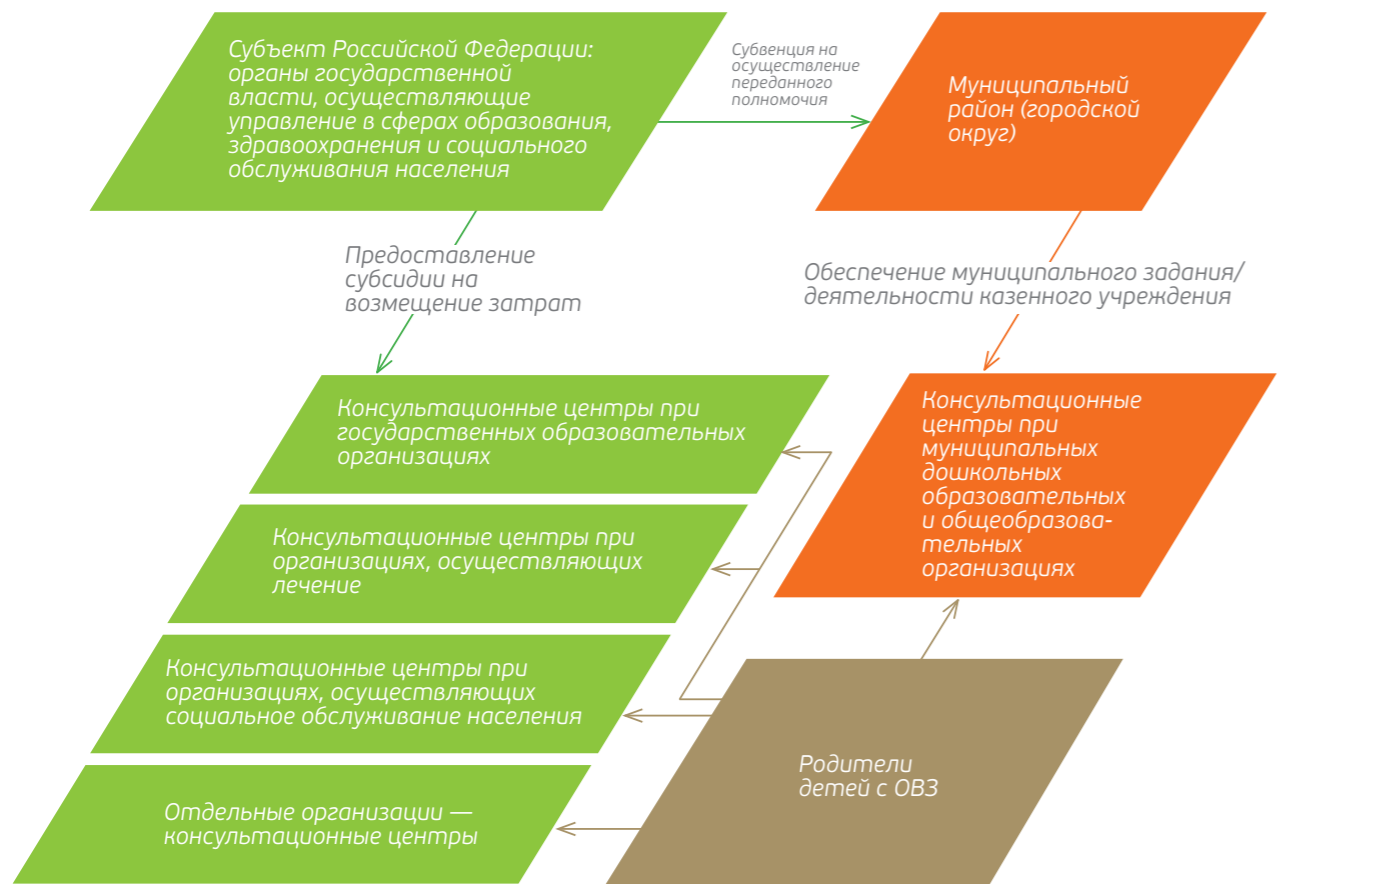 Субъект Российской Федерации:
органы государственной
власти, осуществляющие
управление в сферах образования,
здравоохранения и социального
обслуживания населения
Субвенция на
осуществление
переданного
полномочия
Муниципальный
район (городской
округ)
Предоставление
субсидии на
возмещение затрат
Обеспечение муниципального задания/
деятельности казенного учреждения
Консультационные центры при
государственных образовательных
организациях
Консультационные
центры при
муниципальных
дошкольных
образовательных
и общеобразова-
тельных
организациях
Консультационные центры при
организациях, осуществляющих
лечение
Консультационные центры при
организациях, осуществляющих
социальное обслуживание населения
Родители
детей с ОВЗ
Отдельные организации —
консультационные центры